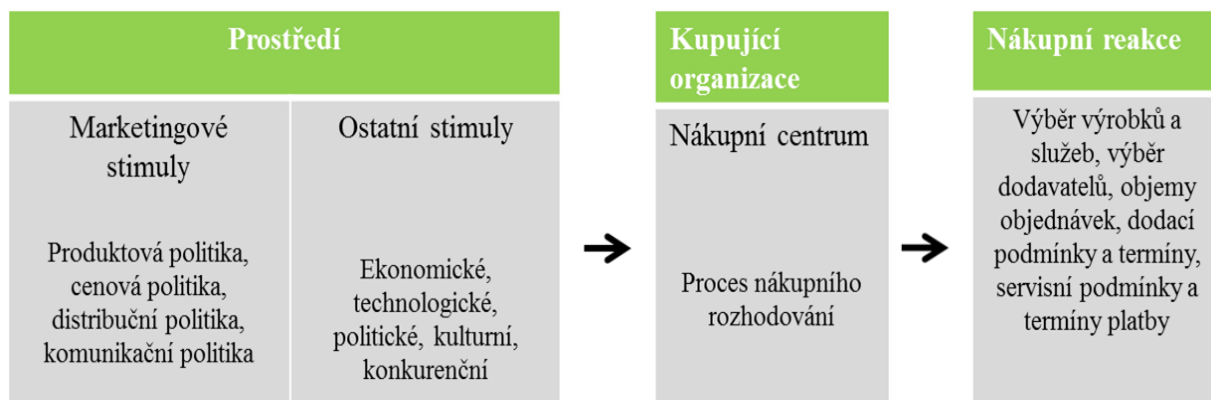 Prostředí
Marketingové
stimuly
Produktová politika,
cenová politika,
distribuční politika,
komunikační politika
Ostatní stimuly
Ekonomické,
technologické,
politické, kulturní,
konkurenční
Kupující
organizace
Nákupní centrum
Proces nákupního
rozhodování
Nákupní reakce
Výběr výrobků a
služeb, výběr
dodavatelů, objemy
objednávek, dodací
podmínky a termíny,
servisní podmínky a
termíny platby